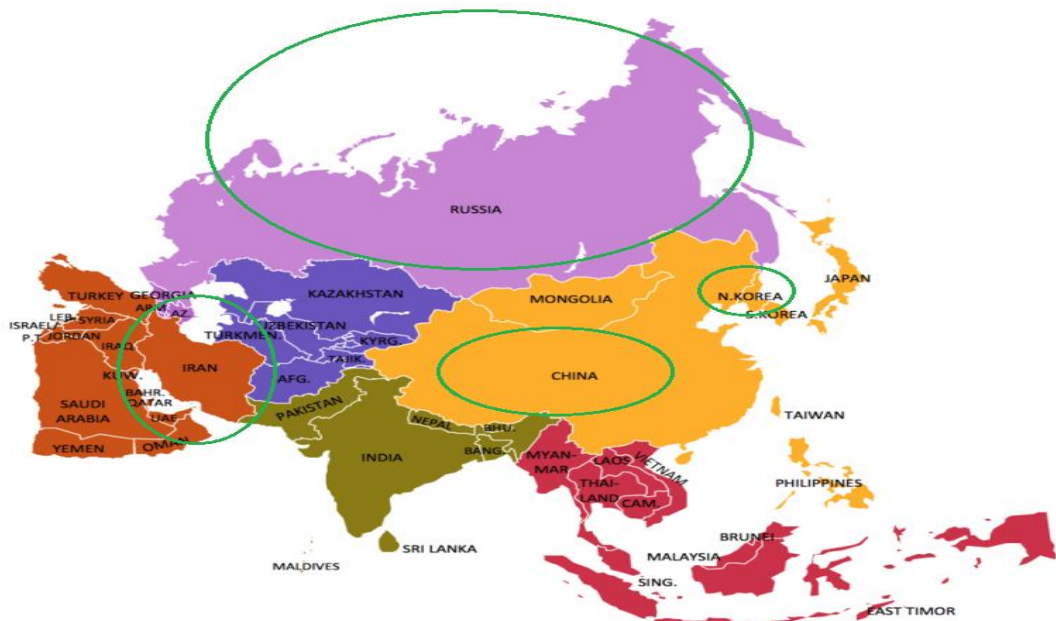 RUSSIA
TURKEY
GEORGIA
ARM.
AZ.
KAZAKHSTAN
MONGOLIA
N.KOREA
JAPAN
S.KOREA
LEB.
SYRIA
ISRAEL/
P.T.
JORDAN
IRAQ
UZBEKISTAN
TURKMEN.
KYRG.
TAJIK.
IRAN
AFG.
CHINA
KUW.
BAHR.
QATAR
SAUDI
ARABIA
UAE
YEMEN
OMAN
PAKISTAN
NEPAL
BHU.
BANG.
INDIA
TAIWAN
MYAN-
MAR
LAOS
VIETNAM
THAI-
LAND
CAM.
PHILIPPINES
SRI LANKA
MALDIVES
BRUNEI
MALAYSIA
SING.
EAST TIMOR